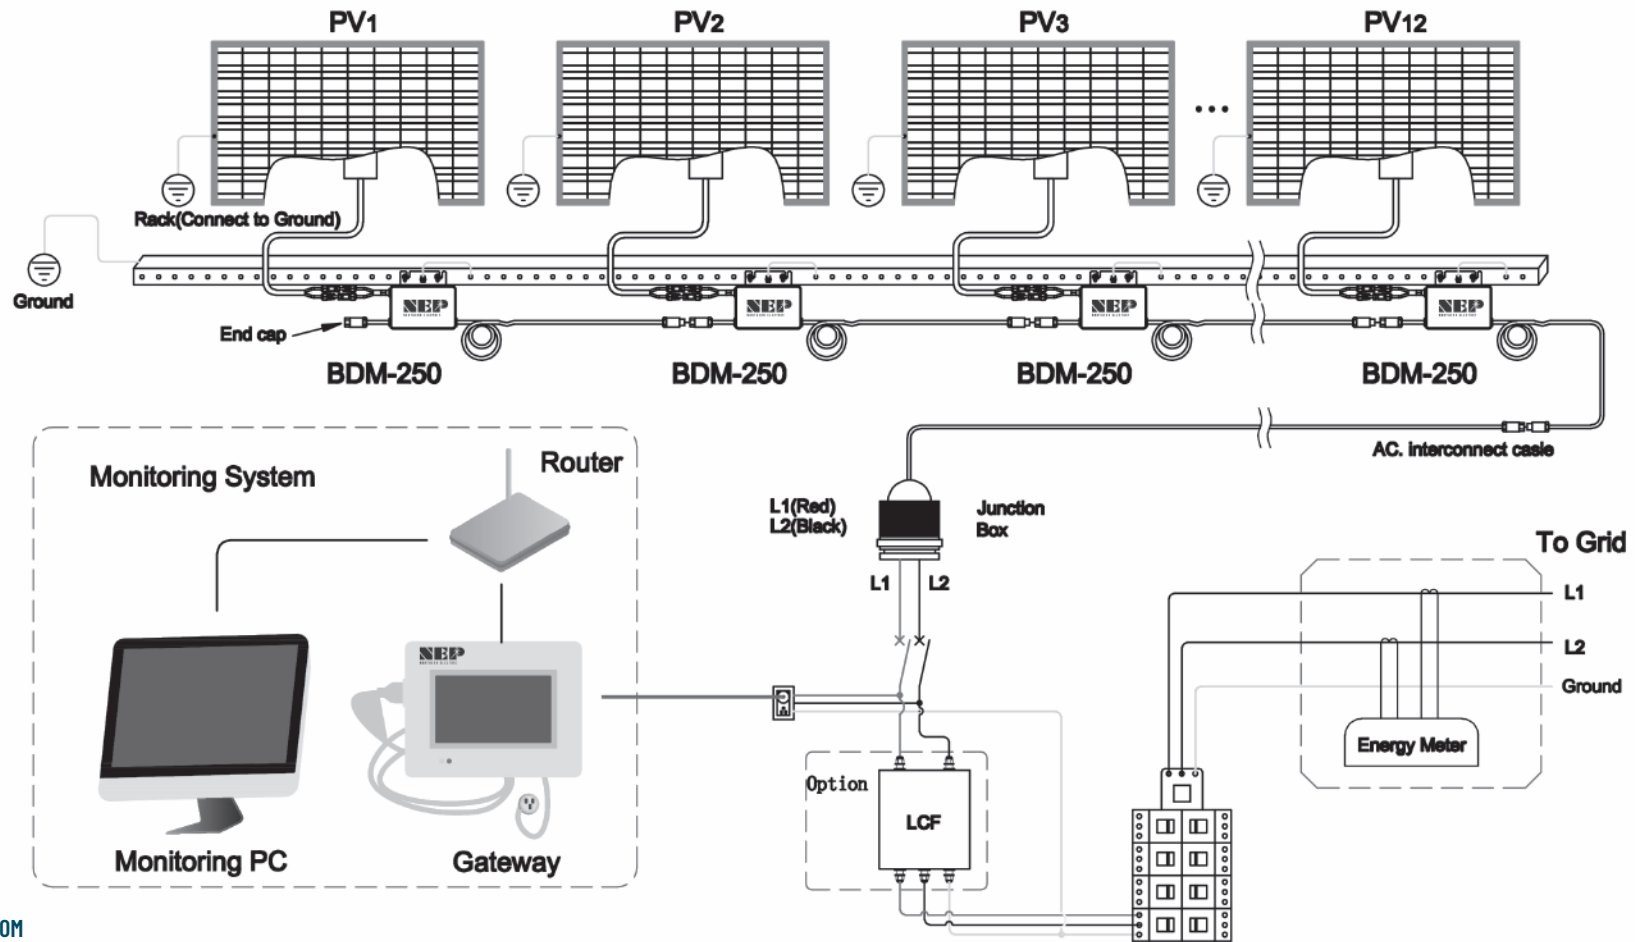 PV1
PV2
PV3
PV12
Rack(Connect to Ground)
Ground
NEP
NEP
NEP
NEP
End cap
BDM-250
BDM-250
BDM-250
BDM-250
AC. interconnect casle
Monitoring System
Router
L1(Red)
L2(Black)
Junction
Box
To Grid
L1
L2
L1
L2
Ground
NEP
Energy Meter
Option
LCF
Monitoring PC
Gateway
OM